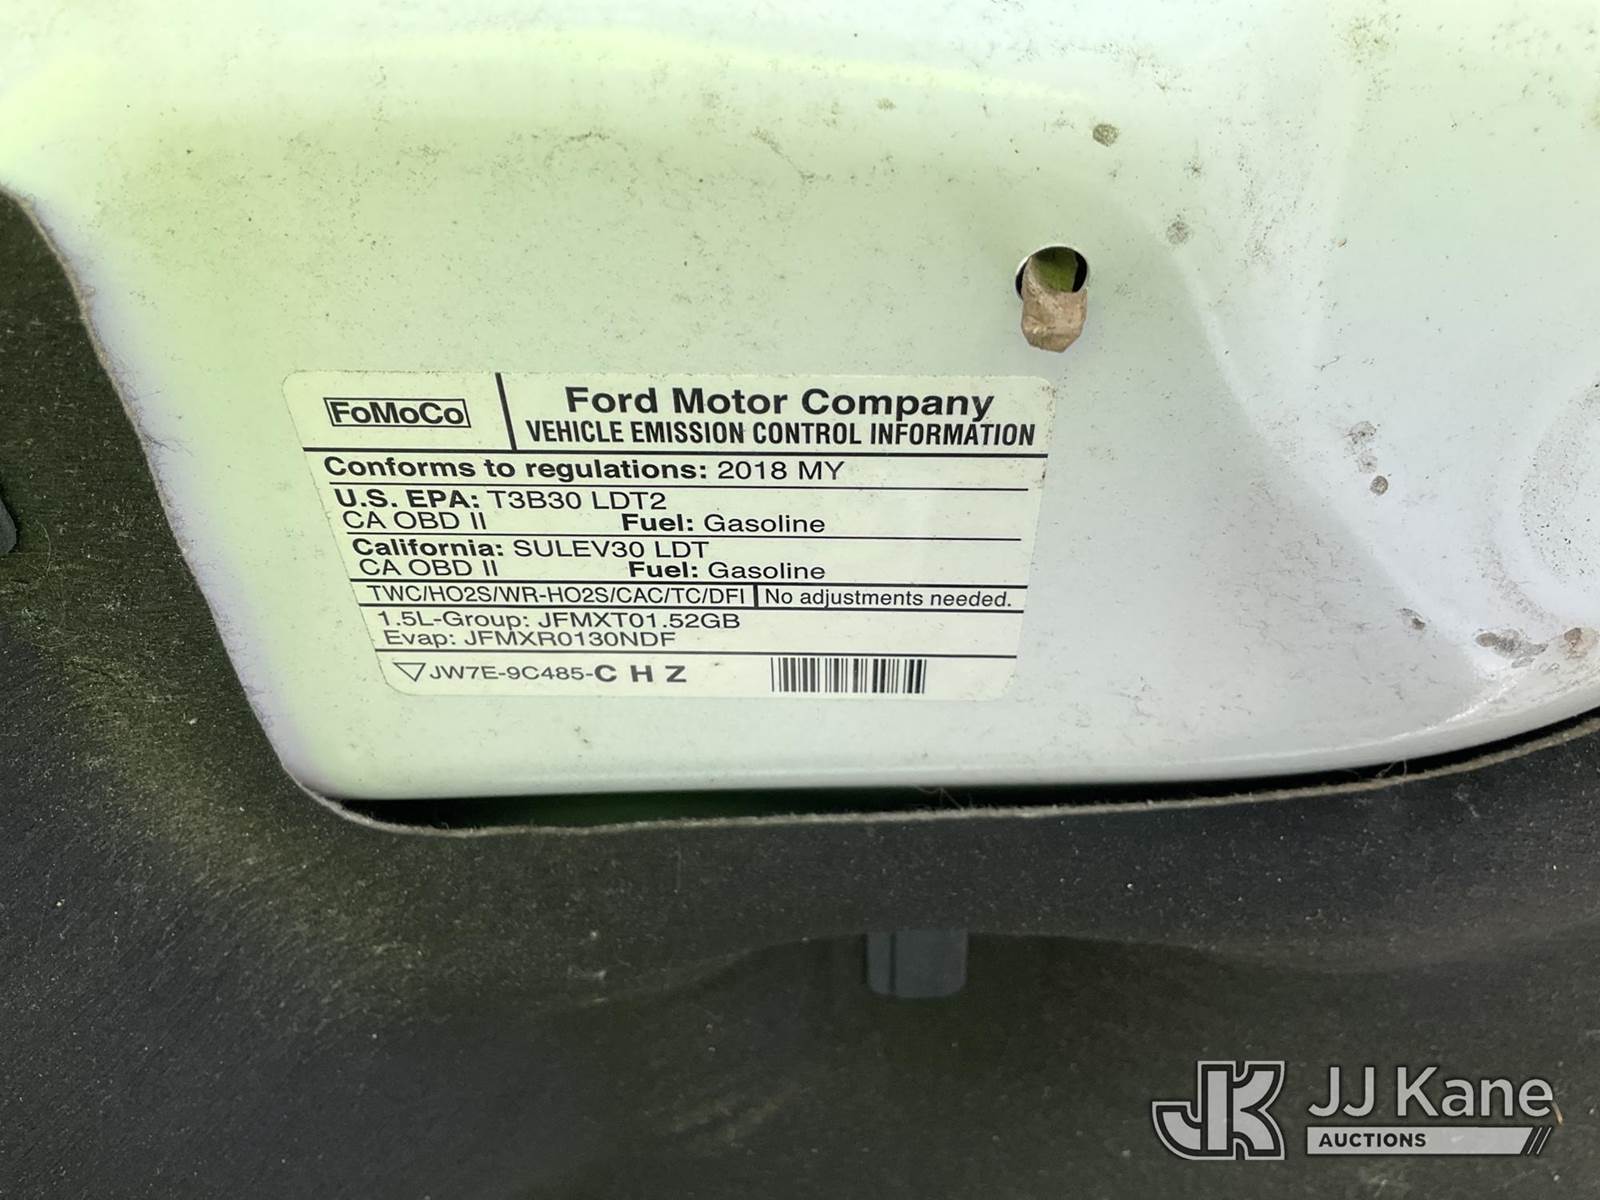 FoMoCo
Ford Motor Company
VEHICLE EMISSION CONTROL INFORMATION
Conforms to regulations: 2018 MY
U.S. EPA: T3B30 LDT2
CA OBD II Fuel: Gasoline
California: SULEV30 LDT
CA OBD II Fuel: Gasoline
TWC/HO2S/WR-HO2S/CAC/TC/DFI No adjustments needed.
1.5L-Group: JFMXT01.52GB
Evap: JFMXR0130NDF
JW7E-9C485-C H Z
JK JJ Kane
AUCTIONS